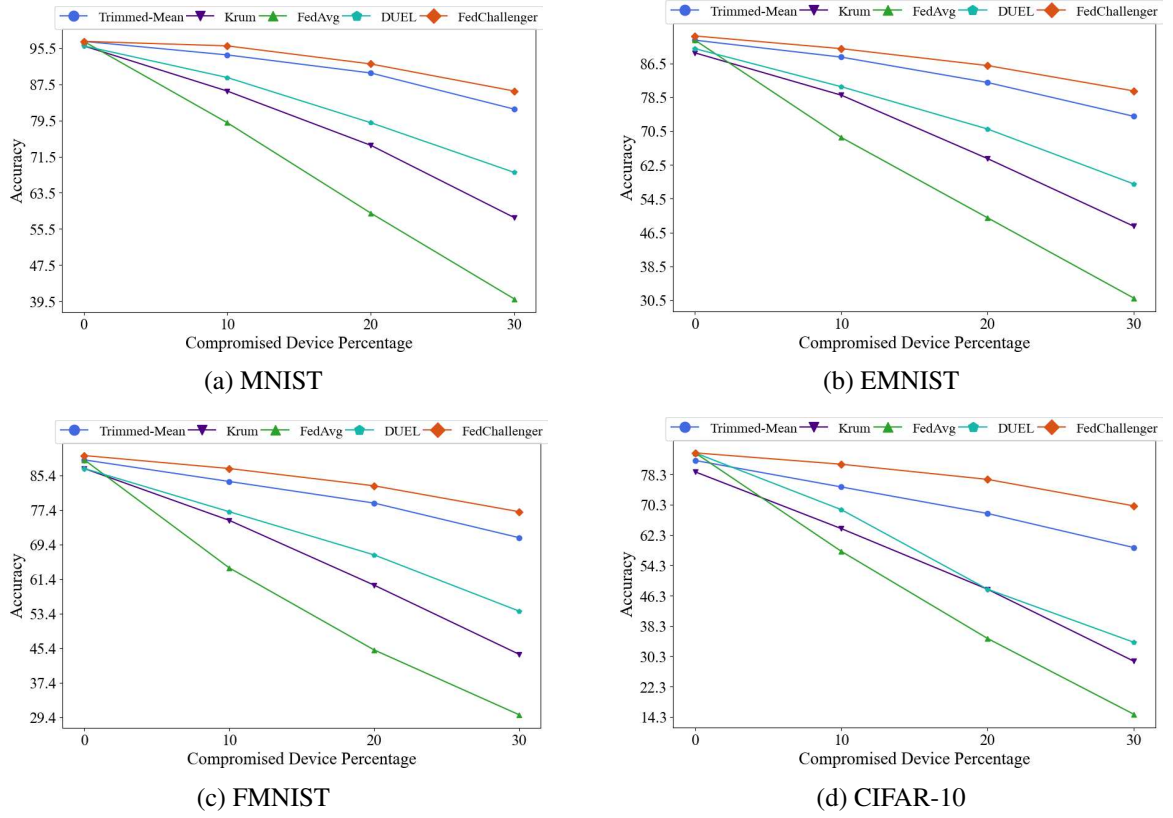 Trimmed-Mean Krum FedAvg DUEL FedChallenger
95.5
87.5
79.5
71.5
63.5
55.5
47.5
39.5
Accuracy
0 10 20 30
Compromised Device Percentage
(a) MNIST
Trimmed-Mean Krum FedAvg DUEL FedChallenger
86.5
78.5
70.5
62.5
54.5
46.5
38.5
30.5
Accuracy
0 10 20 30
Compromised Device Percentage
(b) EMNIST
Trimmed-Mean Krum FedAvg DUEL FedChallenger
85.4
77.4
69.4
61.4
53.4
45.4
37.4
29.4
Accuracy
0 10 20 30
Compromised Device Percentage
(c) FMNIST
Trimmed-Mean Krum FedAvg DUEL FedChallenger
78.3
70.3
62.3
54.3
46.3
38.3
30.3
22.3
14.3
Accuracy
0 10 20 30
Compromised Device Percentage
(d) CIFAR-10